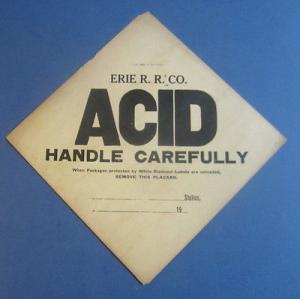 ERIE R. R. CO.
ACID
HANDLE CAREFULLY
When Packages protected by White Diamond Labels are unloaded,
REMOVE THIS PLACARD.
Station,
19